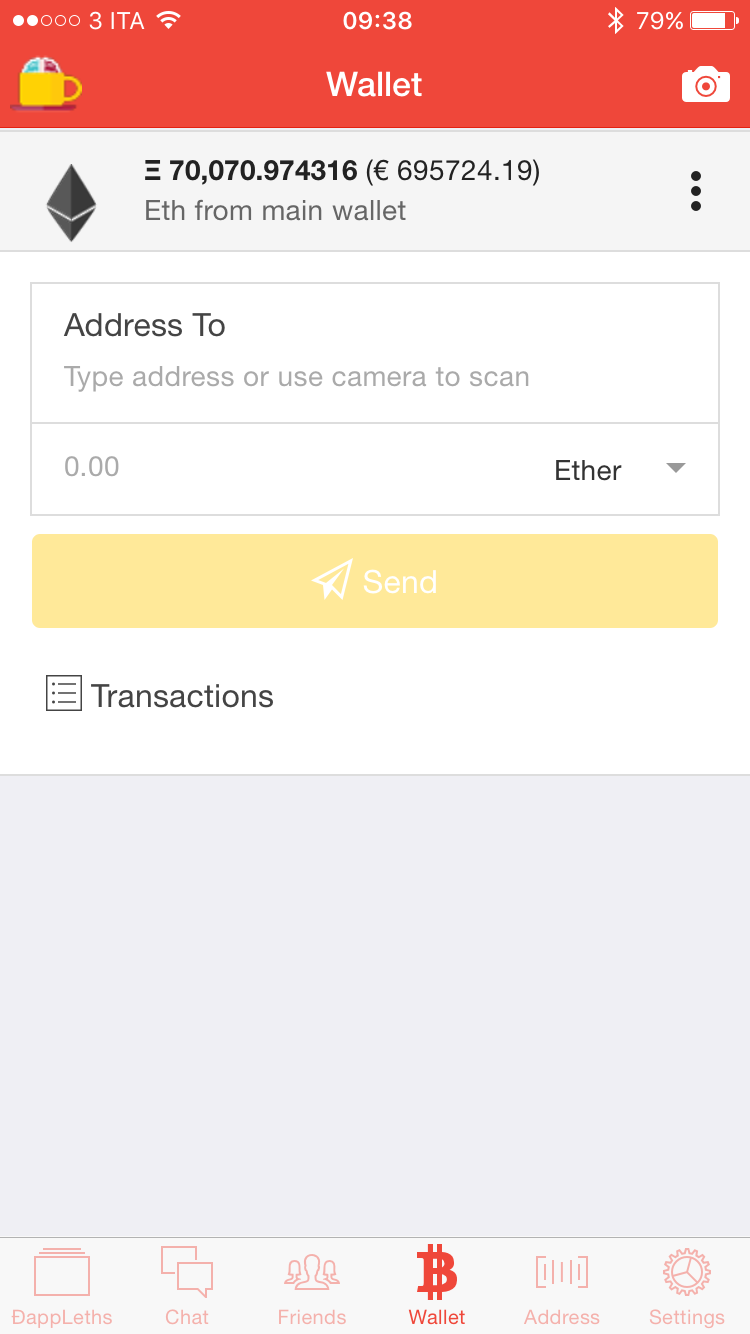 3 ITA 09:38 79%
Wallet
Ξ 70,070.974316 (€ 695724.19)
Eth from main wallet
Address To
Type address or use camera to scan
0.00 Ether
Send
Transactions
ĐappLeths Chat Friends Wallet Address Settings